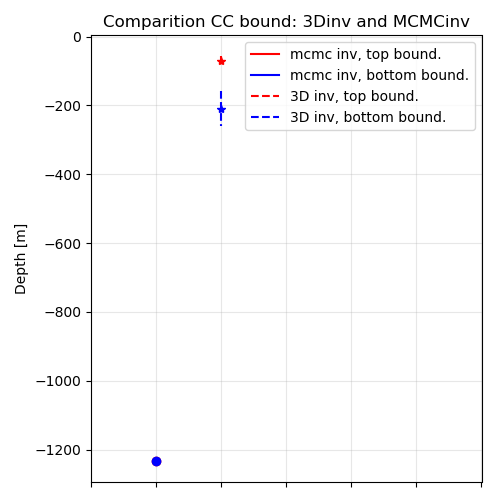 Comparition CC bound: 3Dinv and MCMCinv
mcmc inv, top bound.
mcmc inv, bottom bound.
3D inv, top bound.
3D inv, bottom bound.
Depth [m]
0
−200
−400
−600
−800
−1000
−1200